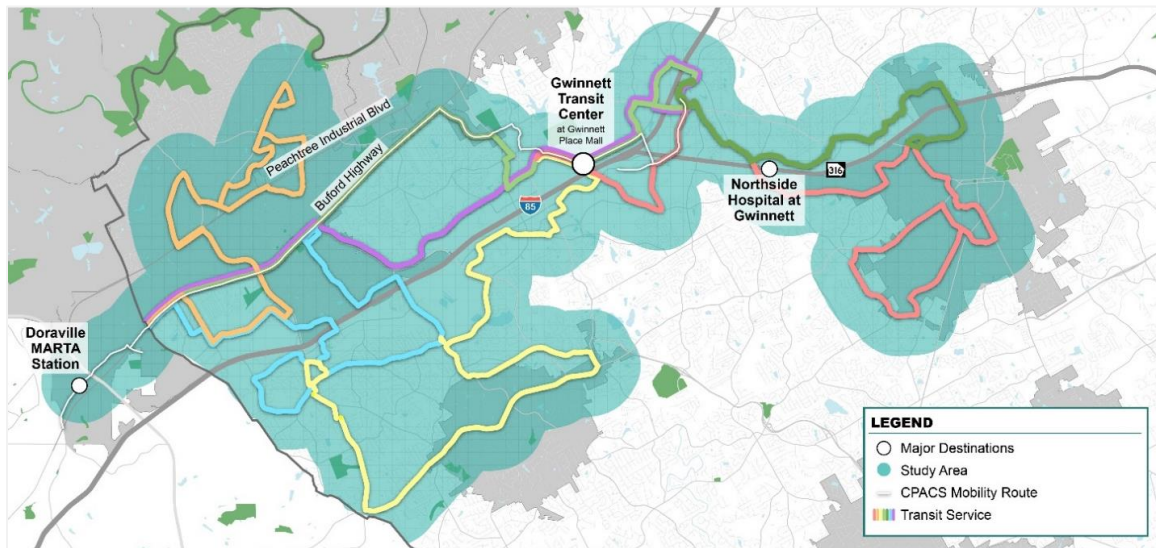 Peachtree Industrial Blvd
Buford Highway
Gwinnett
Transit
Center
at Gwinnett
Place Mall
85
316
Northside
Hospital at
Gwinnett
Doraville
MARTA
Station
LEGEND
Major Destinations
Study Area
CPACS Mobility Route
Transit Service